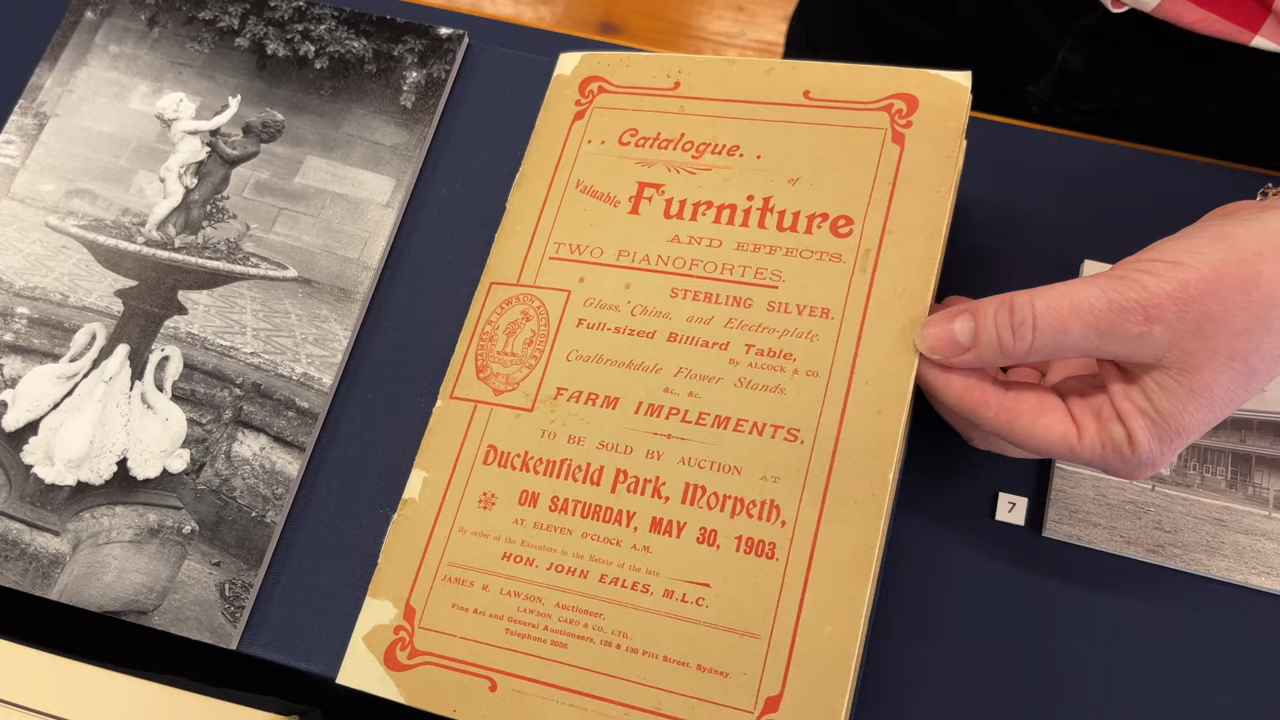 . . Catalogue. . .
of
Valuable Furniture
AND EFFECTS.
TWO PIANOFORTES.
STERLING SILVER.
Glass, China, and Electro-plate.
Full-sized Billiard Table,
By ALCOCK & CO.
Coalbrookdale Flower Stands.
&c., &c.
FARM IMPLEMENTS.
JAMES R. LAWSON AUCTIONEER
TO BE SOLD BY AUCTION AT
Duckenfield Park, Morpeth,
ON SATURDAY, MAY 30, 1903.
AT ELEVEN O'CLOCK A.M.
By order of the Executors in the Estate of the late
HON. JOHN EALES, M.L.C.
JAMES R. LAWSON, Auctioneer,
LAWSON, CARO & CO., LTD.,
Fine Art and General Auctioneers, 128 & 130 Pitt Street, Sydney.
Telephone 2056
7